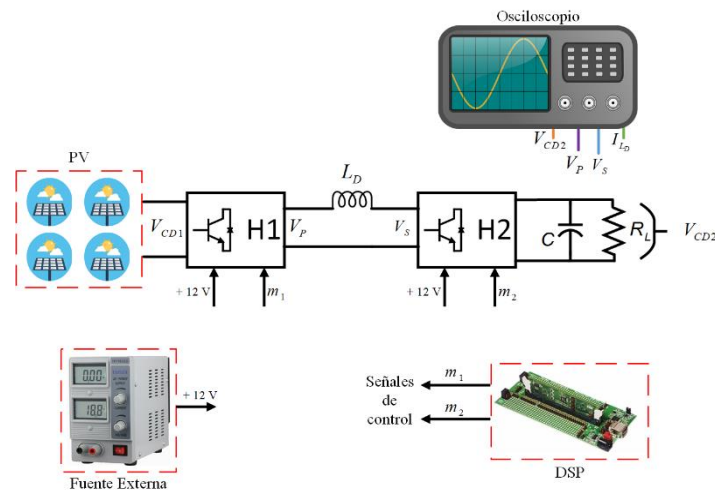 Osciloscopio
V_CD2
V_P
V_S
I_L_D
PV
V_CD1
H1
V_P
L_D
V_S
H2
C
R_L
V_CD2
+ 12 V
m_1
+ 12 V
m_2
0.00
18.8
+ 12 V
Fuente Externa
Señales
de
control
m_1
m_2
DSP